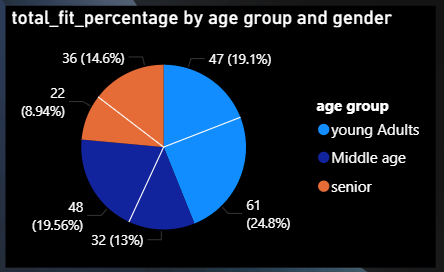 total_fit_percentage by age group and gender
36 (14.6%)
47 (19.1%)
22
(8.94%)
age group
young Adults
Middle age
senior
48
(19.56%)
32 (13%)
61
(24.8%)